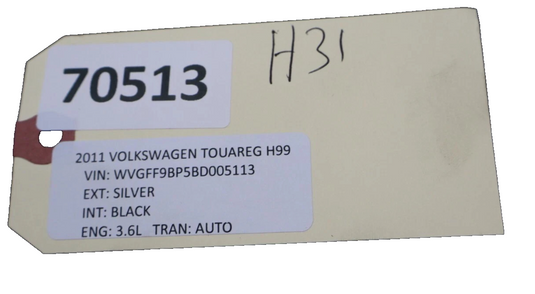 H31
70513
2011 VOLKSWAGEN TOUAREG H99
VIN: WVGFF9BP5BD005113
EXT: SILVER
INT: BLACK
ENG: 3.6L TRAN: AUTO